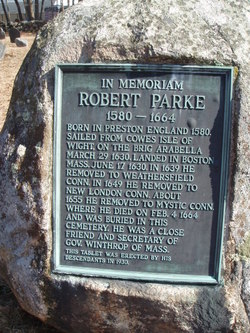 IN MEMORIAM
ROBERT PARKE
1580 — 1664
BORN IN PRESTON ENGLAND 1580,
SAILED FROM COWES ISLE OF
WIGHT, ON THE BRIG ARABELLA
MARCH 29 1630, LANDED IN BOSTON
MASS. JUNE 17, 1630, IN 1639 HE
REMOVED TO WEATHERSFIELD
CONN. IN 1649 HE REMOVED TO
NEW LONDON CONN. ABOUT
1655 HE REMOVED TO MYSTIC CONN.
WHERE HE DIED ON FEB. 4 1664
AND WAS BURIED IN THIS
CEMETERY. HE WAS A CLOSE
FRIEND AND SECRETARY OF
GOV. WINTHROP OF MASS.
THIS TABLET WAS ERECTED BY HIS
DESCENDANTS IN 1930.